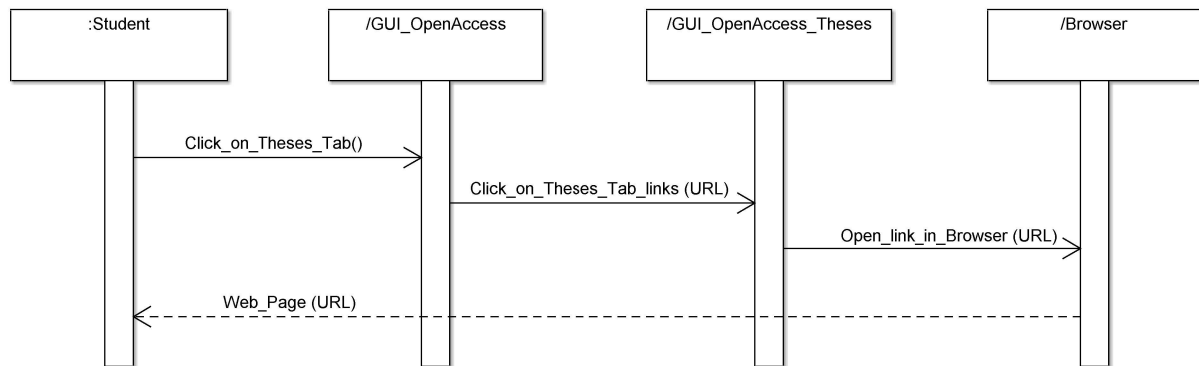 :Student
/GUI_OpenAccess
/GUI_OpenAccess_Theses
/Browser
Click_on_Theses_Tab()
Click_on_Theses_Tab_links (URL)
Open_link_in_Browser (URL)
Web_Page (URL)